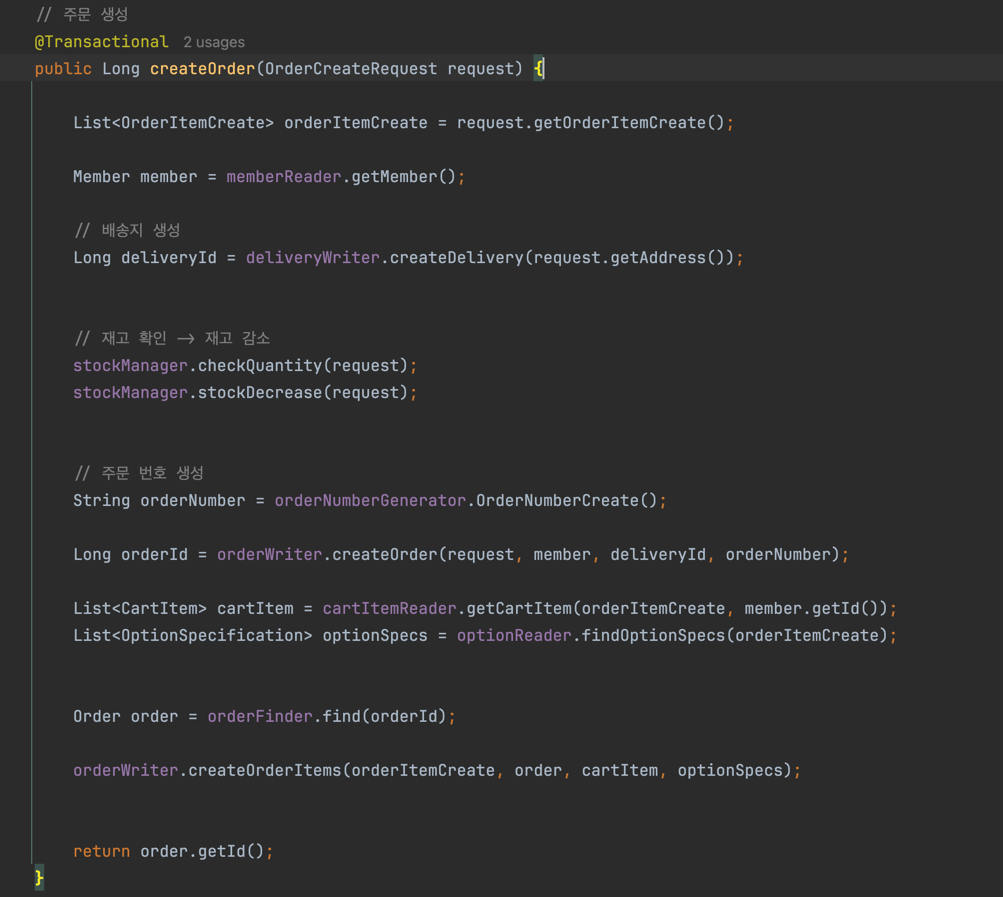 // 주문 생성
@Transactional 2 usages
public Long createOrder(OrderCreateRequest request) {
List<OrderItemCreate> orderItemCreate = request.getOrderItemCreate();
Member member = memberReader.getMember();
// 배송지 생성
Long deliveryId = deliveryWriter.createDelivery(request.getAddress());
// 재고 확인 -> 재고 감소
stockManager.checkQuantity(request);
stockManager.stockDecrease(request);
// 주문 번호 생성
String orderNumber = orderNumberGenerator.OrderNumberCreate();
Long orderId = orderWriter.createOrder(request, member, deliveryId, orderNumber);
List<CartItem> cartItem = cartItemReader.getCartItem(orderItemCreate, member.getId());
List<OptionSpecification> optionSpecs = optionReader.findOptionSpecs(orderItemCreate);
Order order = orderFinder.find(orderId);
orderWriter.createOrderItems(orderItemCreate, order, cartItem, optionSpecs);
return order.getId();
}